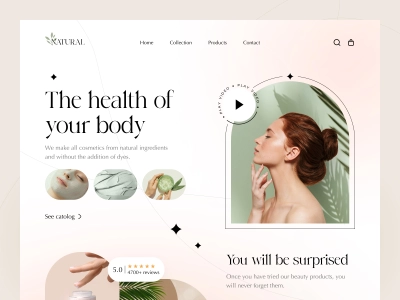 NATURAL
Home
Collection
Products
Contact
The health of
your body
We make all cosmetics from natural ingredients
and without the addition of dyes.
See catolog
PLAY VIDEO • PLAY VIDEO
5.0
4700+ reviews
You will be surprised
Once you have tried our beauty products, you
will never forget them.